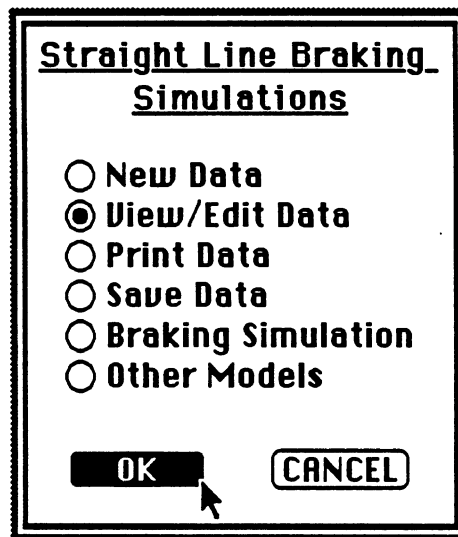 Straight Line Braking
Simulations
New Data
View/Edit Data
Print Data
Save Data
Braking Simulation
Other Models
OK
CANCEL